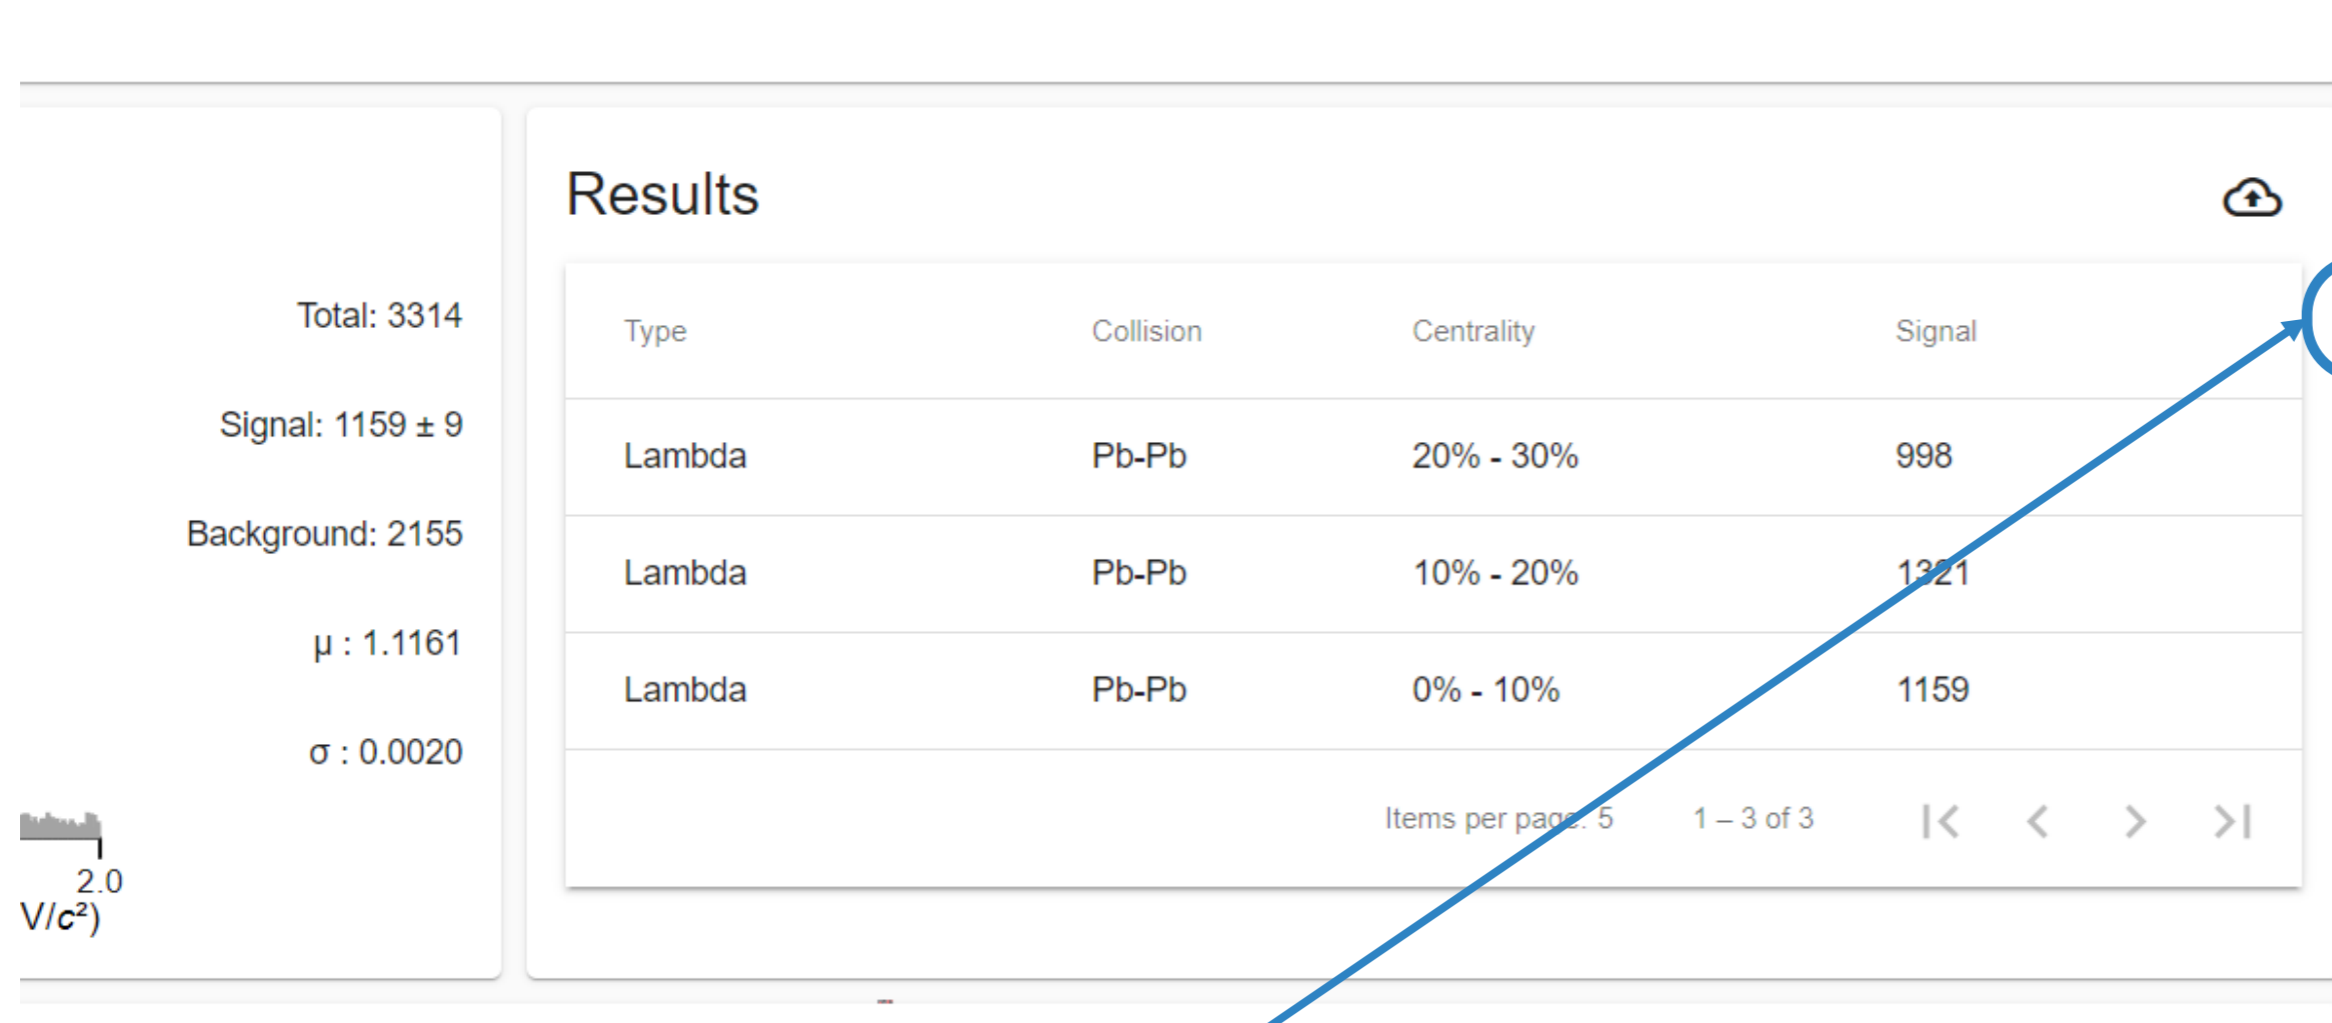 Total: 3314
Signal: 1159 ± 9
Background: 2155
μ : 1.1161
σ : 0.0020
2.0
V/c²)
Results
Type Collision Centrality Signal
Lambda Pb-Pb 20% - 30% 998
Lambda Pb-Pb 10% - 20% 1321
Lambda Pb-Pb 0% - 10% 1159
Items per page: 5 1 – 3 of 3